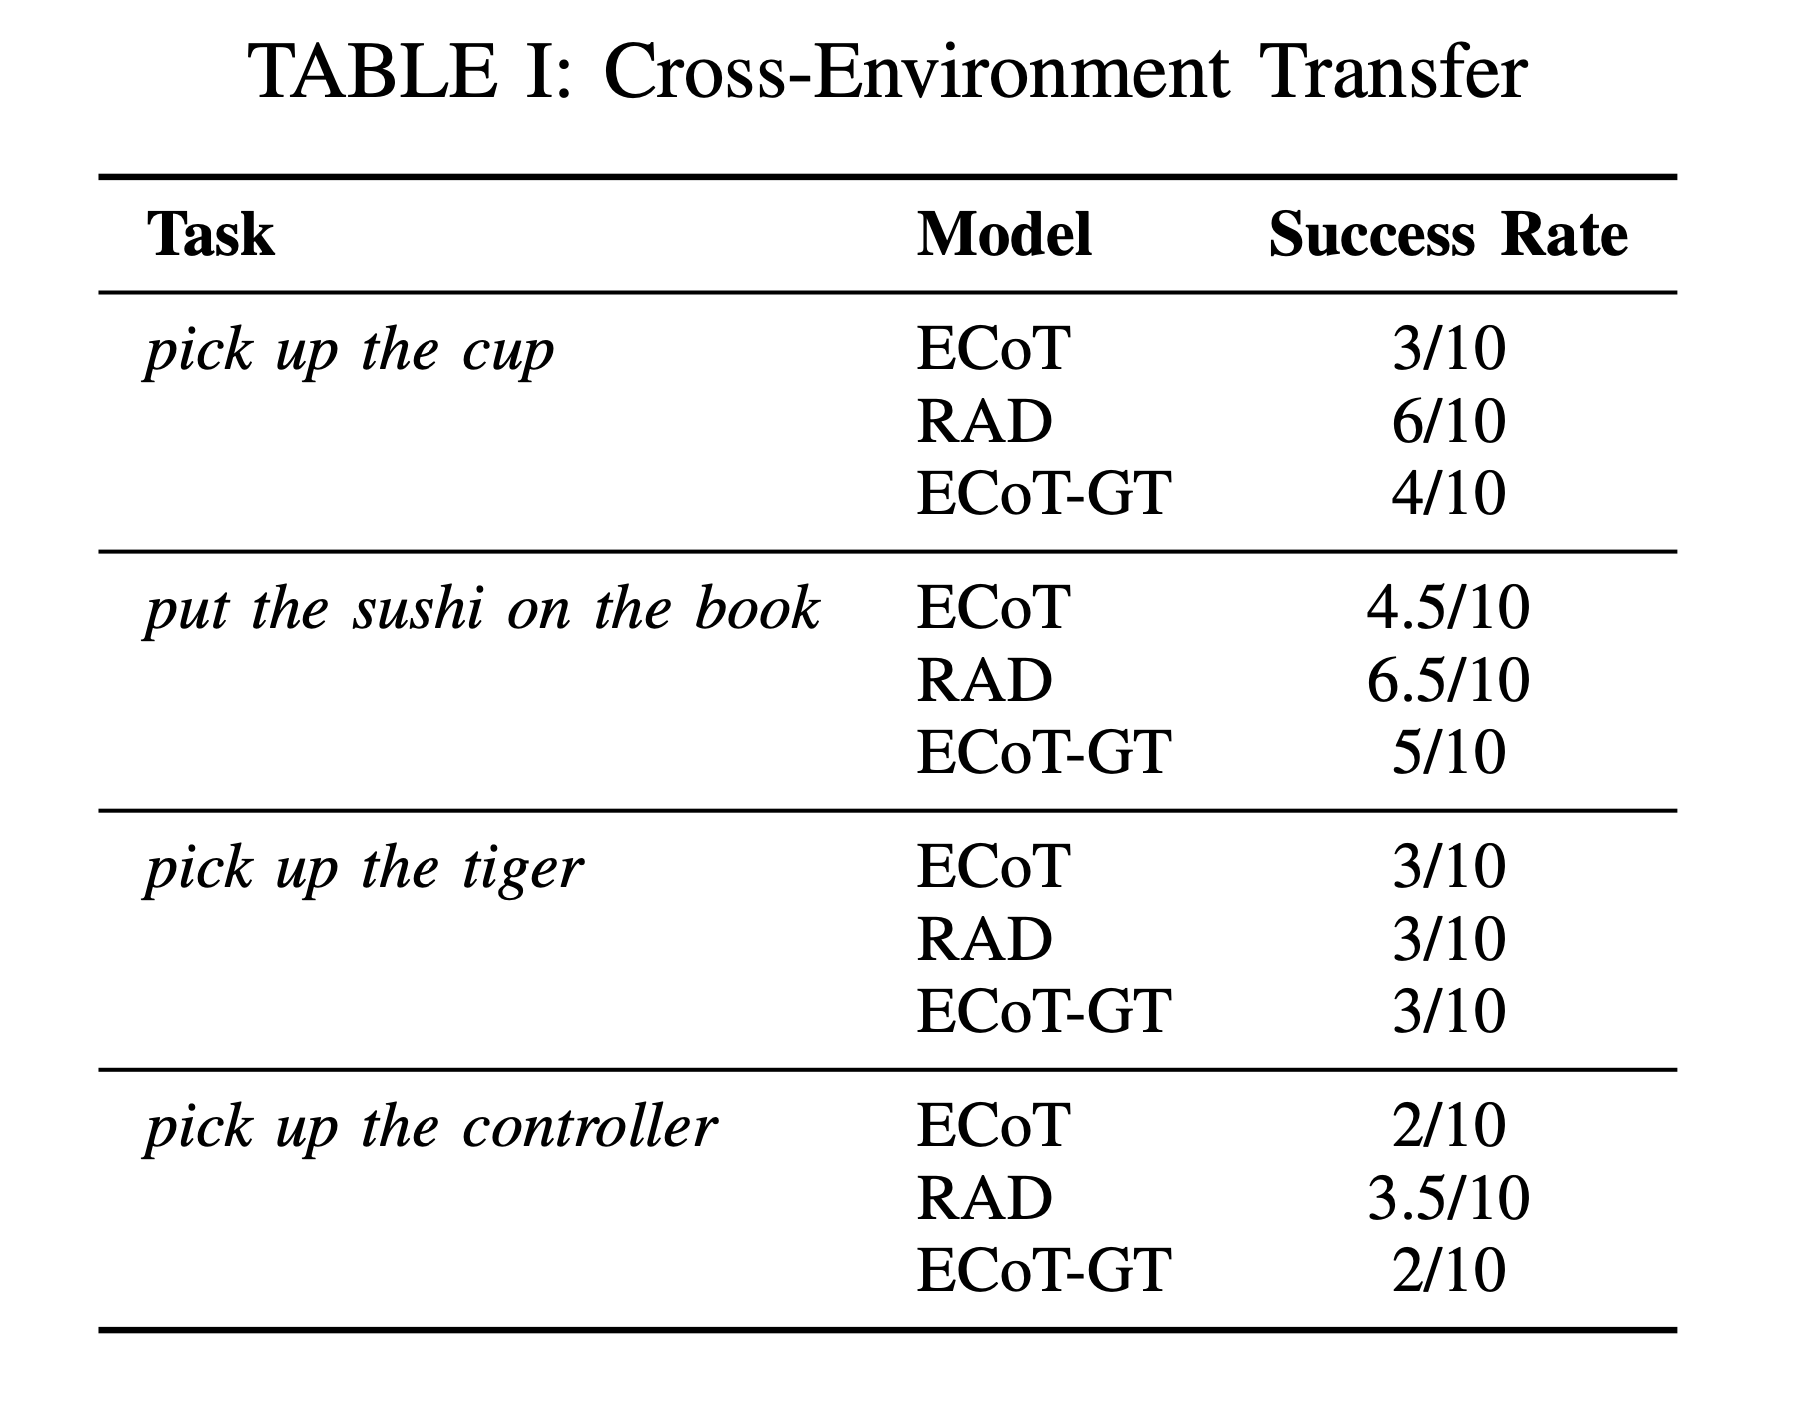 TABLE I: Cross-Environment Transfer
Task Model Success Rate
pick up the cup ECoT 3/10
RAD 6/10
ECoT-GT 4/10
put the sushi on the book ECoT 4.5/10
RAD 6.5/10
ECoT-GT 5/10
pick up the tiger ECoT 3/10
RAD 3/10
ECoT-GT 3/10
pick up the controller ECoT 2/10
RAD 3.5/10
ECoT-GT 2/10